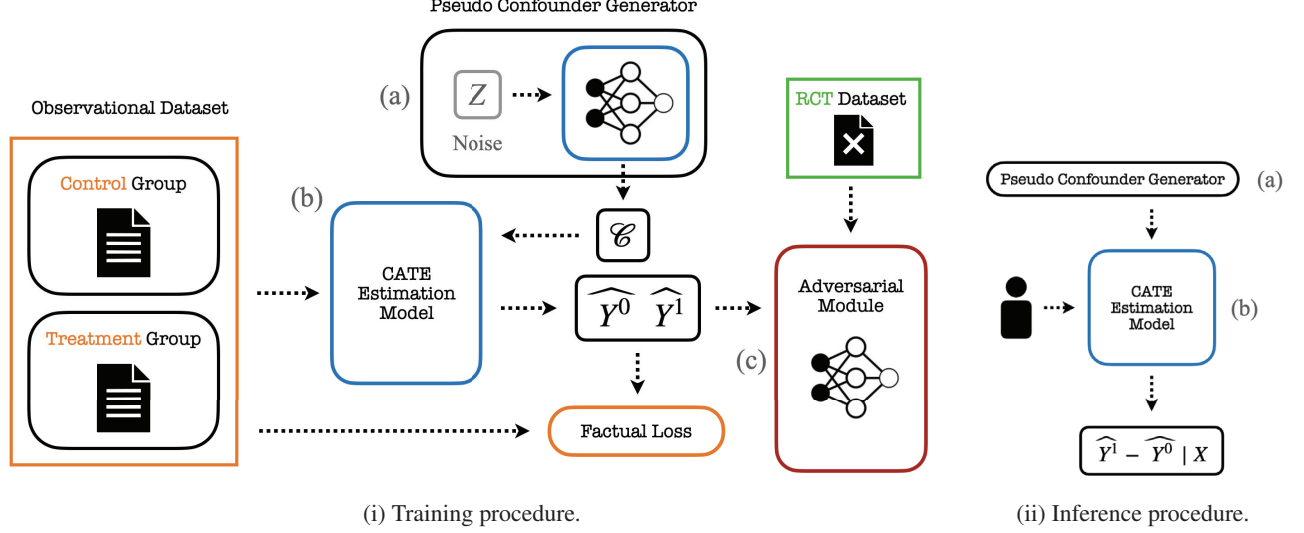 Pseudo Confounder Generator
(a)
Z
Noise
Observational Dataset
Control Group
Treatment Group
(b)
CATE
Estimation
Model
𝒞
Ŷ⁰ Ŷ¹
Factual Loss
RCT Dataset
Adversarial
Module
(c)
(i) Training procedure.
Pseudo Confounder Generator
(a)
CATE
Estimation
Model
(b)
Ŷ¹ − Ŷ⁰ | X
(ii) Inference procedure.